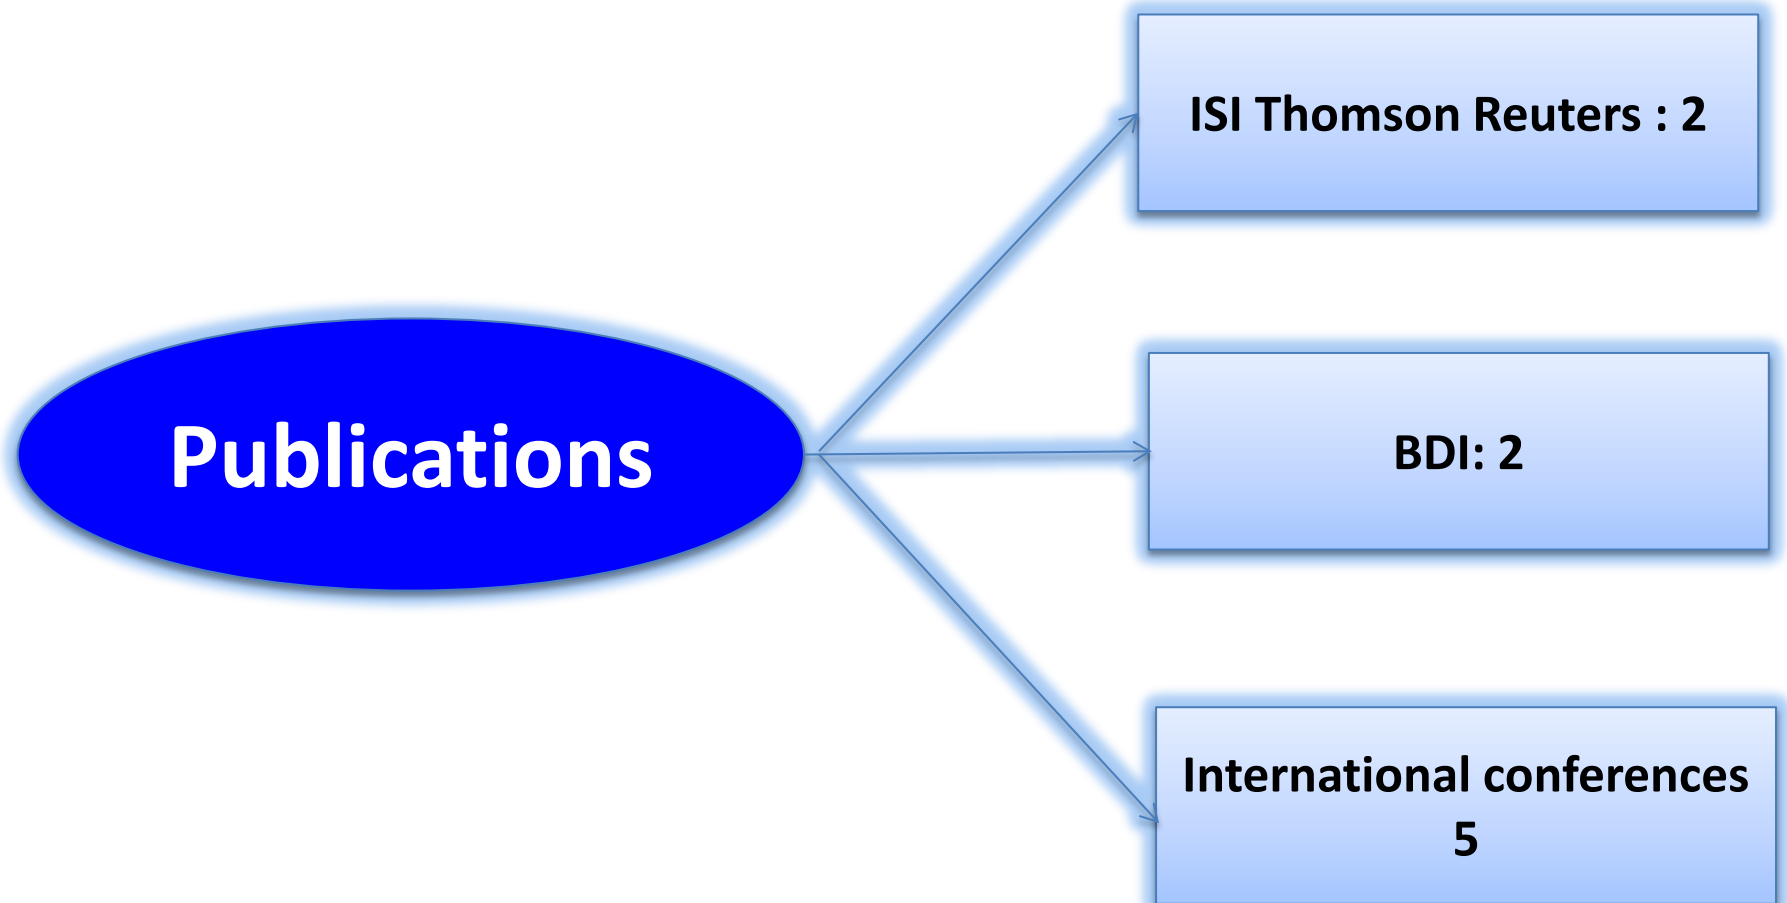 Publications
ISI Thomson Reuters : 2
BDI: 2
International conferences
5